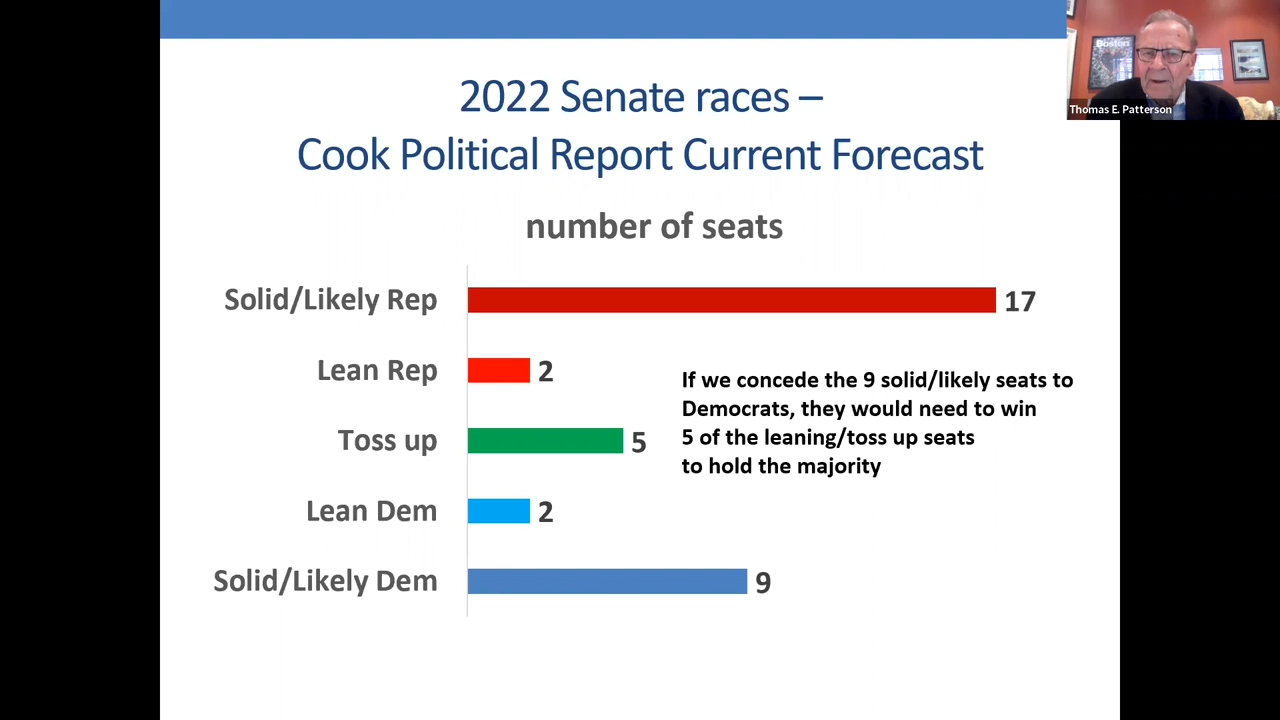 2022 Senate races –
Cook Political Report Current Forecast
number of seats
Solid/Likely Rep 17
Lean Rep 2
Toss up 5
Lean Dem 2
Solid/Likely Dem 9
If we concede the 9 solid/likely seats to
Democrats, they would need to win
5 of the leaning/toss up seats
to hold the majority
Boston
Thomas E. Patterson